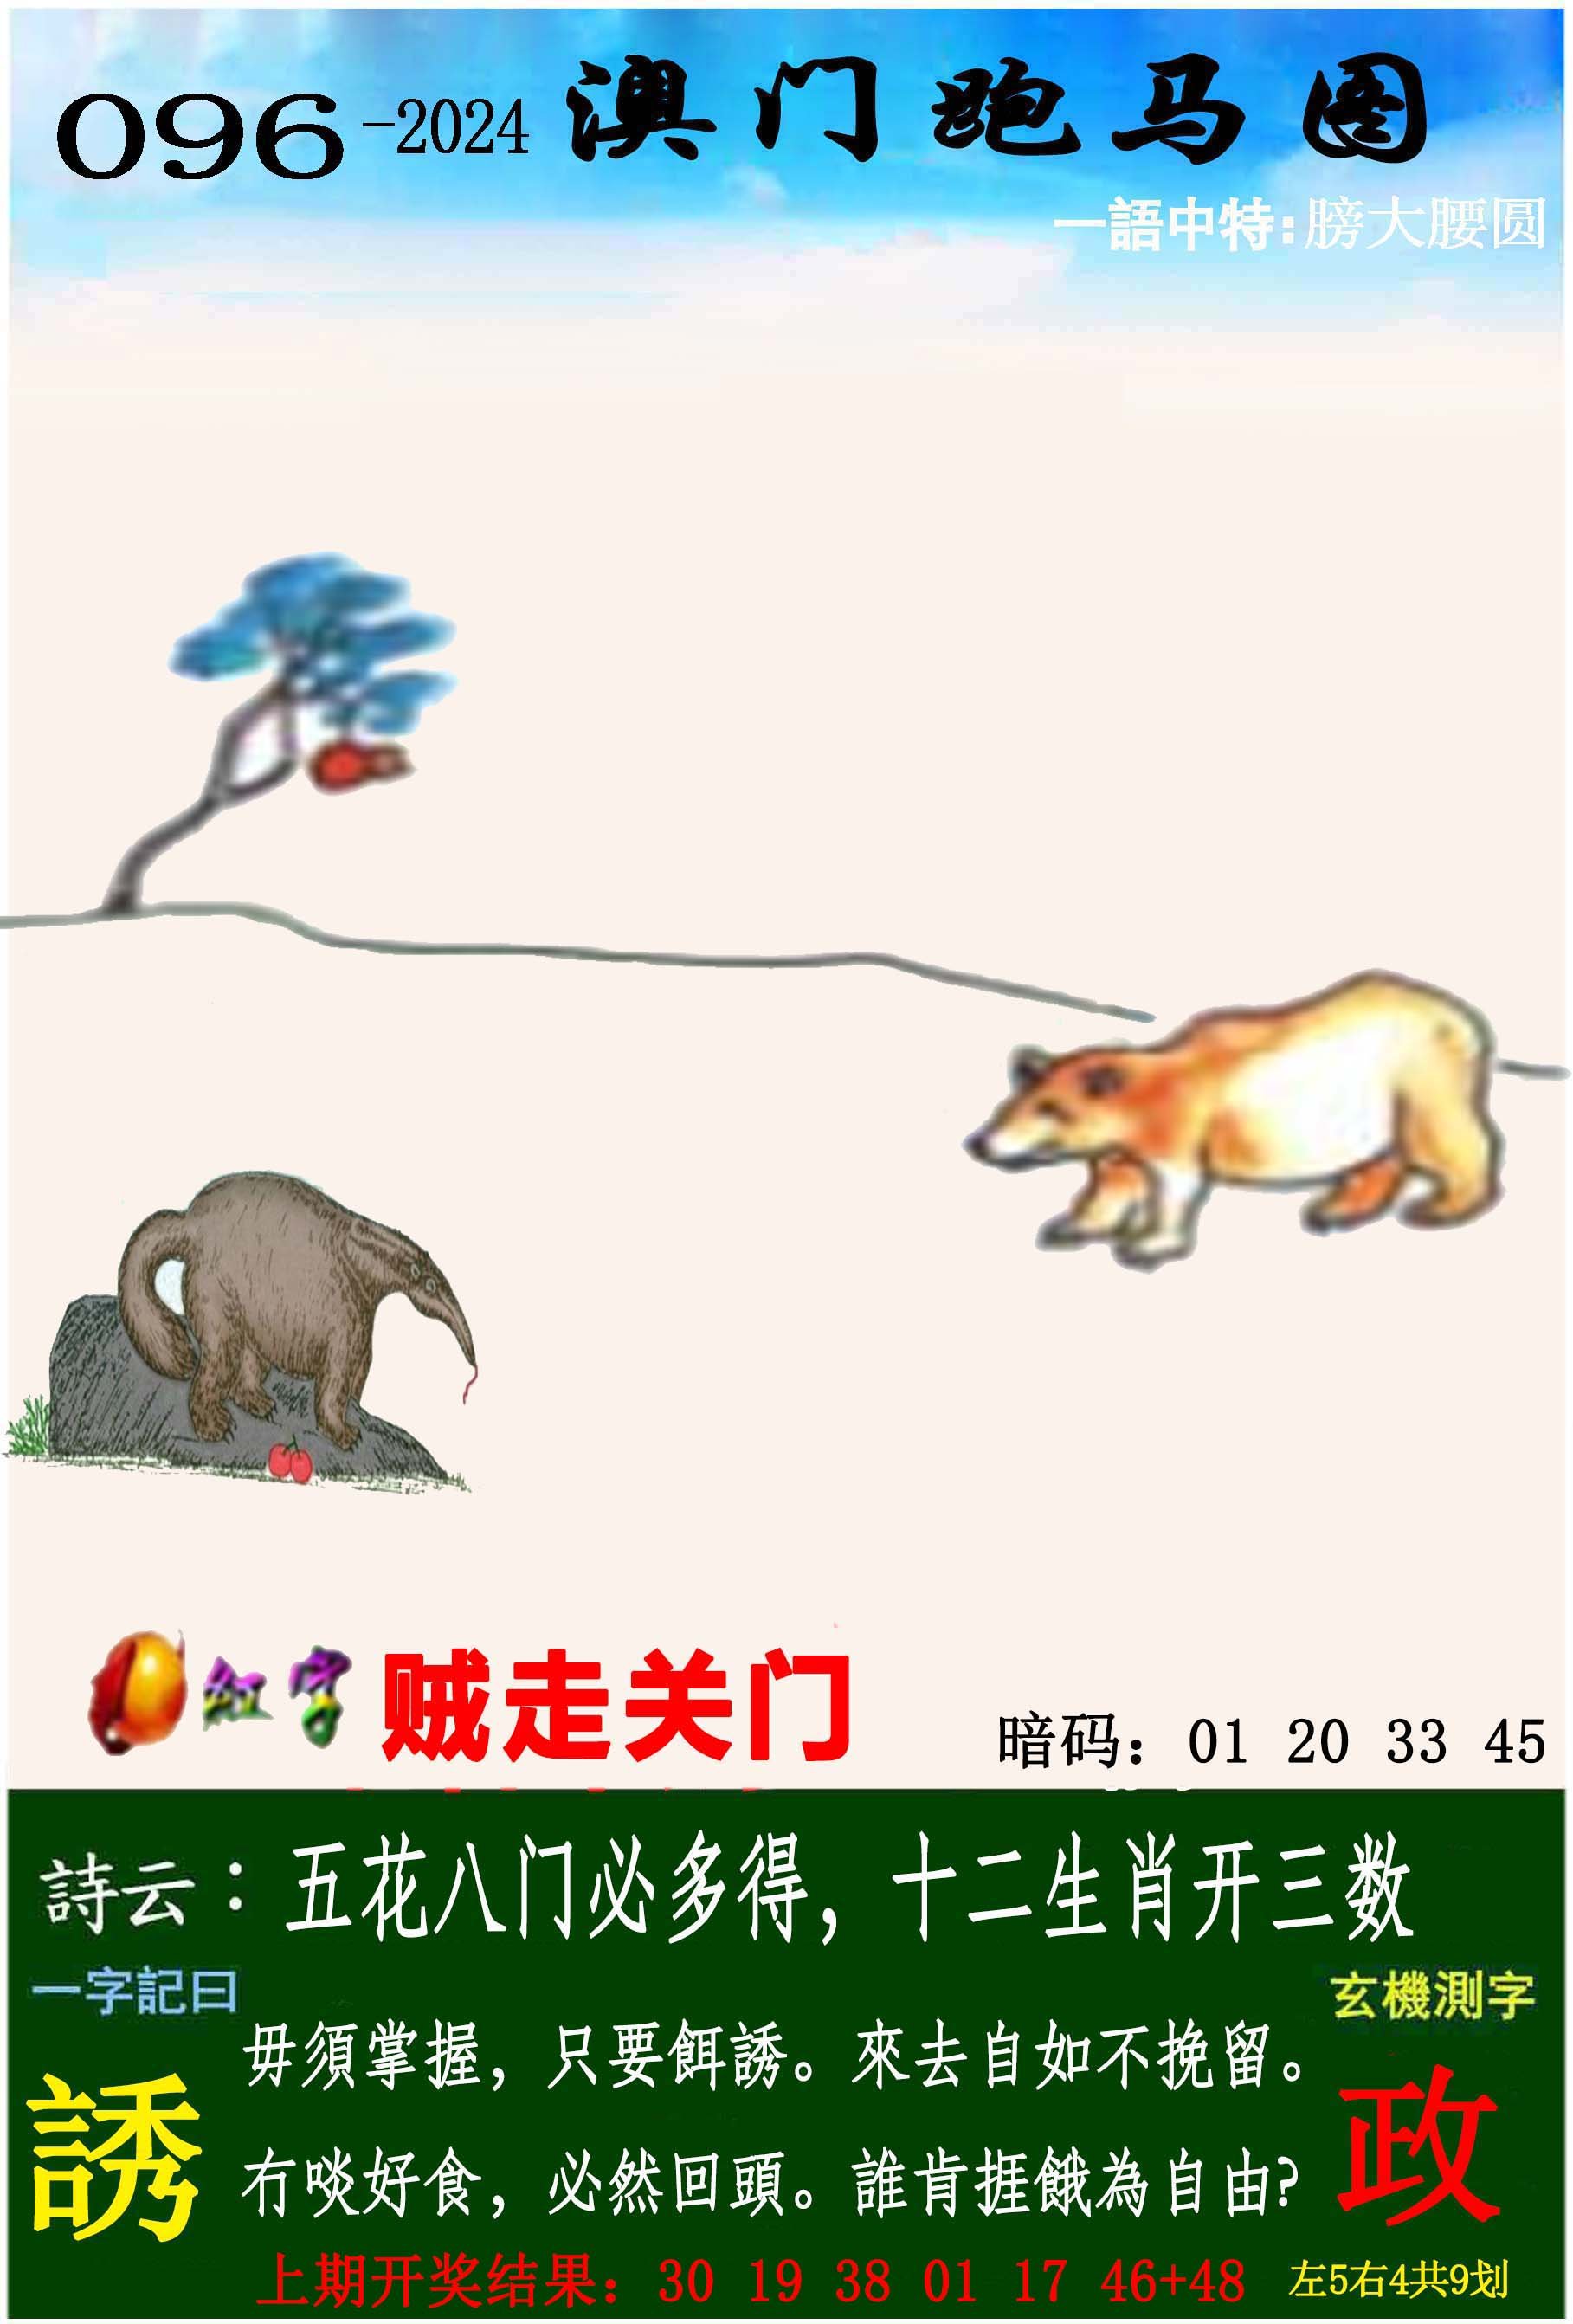 096-2024 澳门跑马图
一語中特:膀大腰圆
红字 贼走关门
暗码: 01 20 33 45
詩云：五花八门必多得，十二生肖开三数
一字記曰
玄機測字
毋須掌握，只要餌誘。來去自如不挽留。
誘
政
冇啖好食，必然回頭。誰肯捱餓為自由?
上期开奖结果：30 19 38 01 17 46+48
左5右4共9划